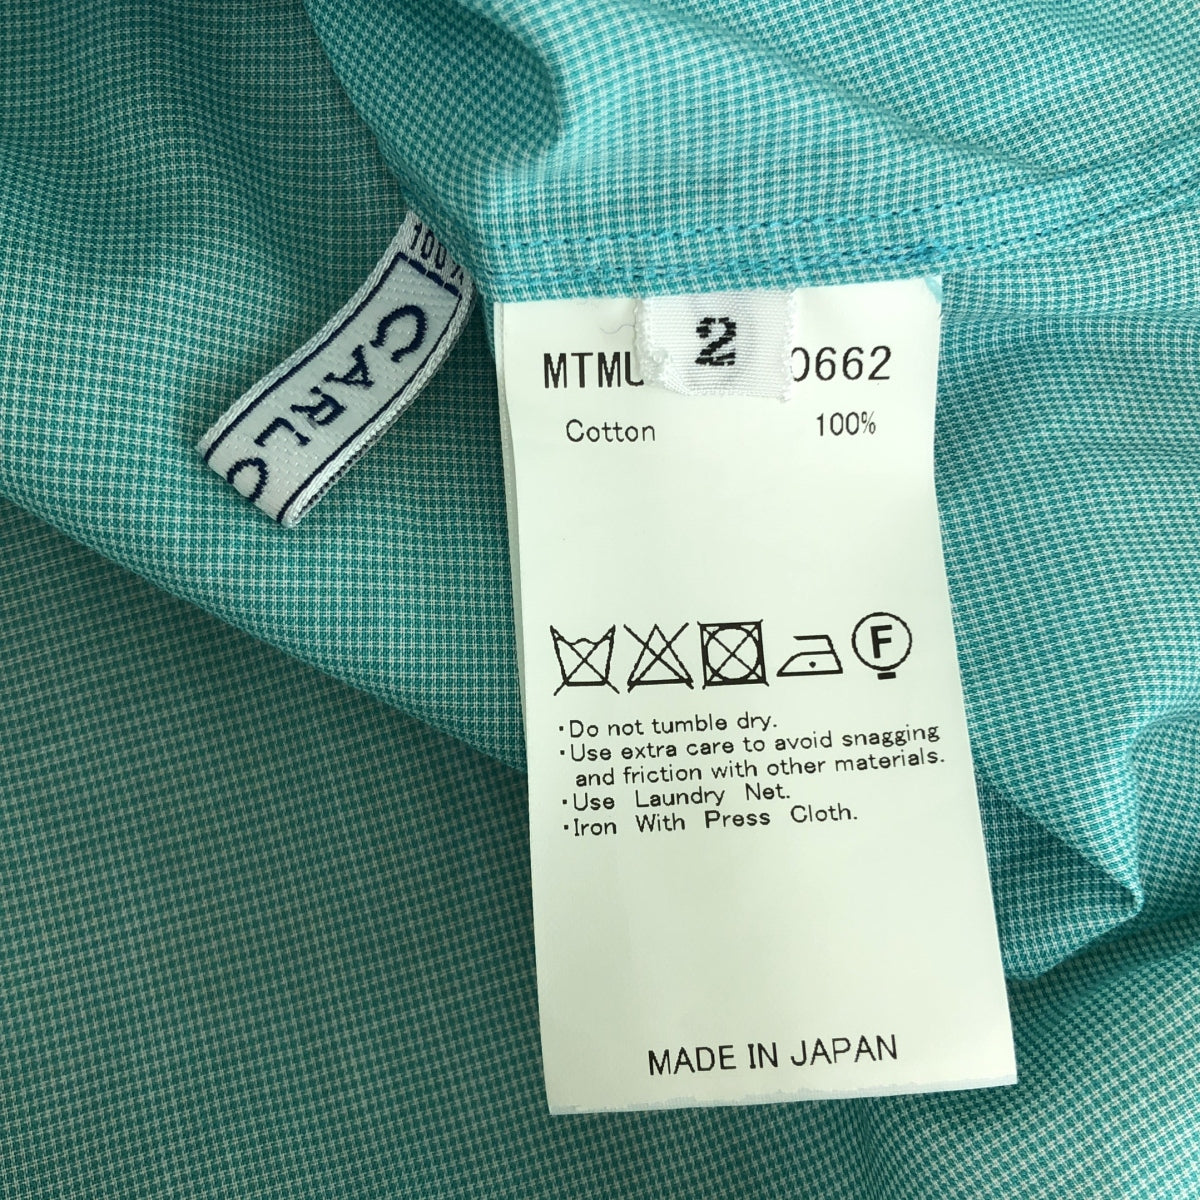 100%
CARLO
2
MTMU 0662
Cotton 100%
F
・Do not tumble dry.
・Use extra care to avoid snagging
and friction with other materials.
・Use Laundry Net.
・Iron With Press Cloth.
MADE IN JAPAN